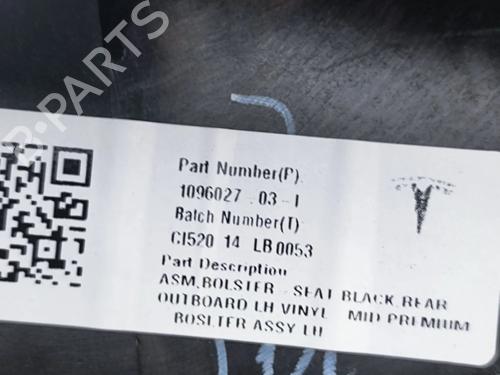 B-PARTS
Part Number(P)
1096027 03-I
Batch Number(T)
CI520 14 LB0053
Part Description
ASM,BOLSTER - SEAT BLACK REAR
OUTBOARD LH VINYL - MID PREMIUM
BOSLTER ASSY LH